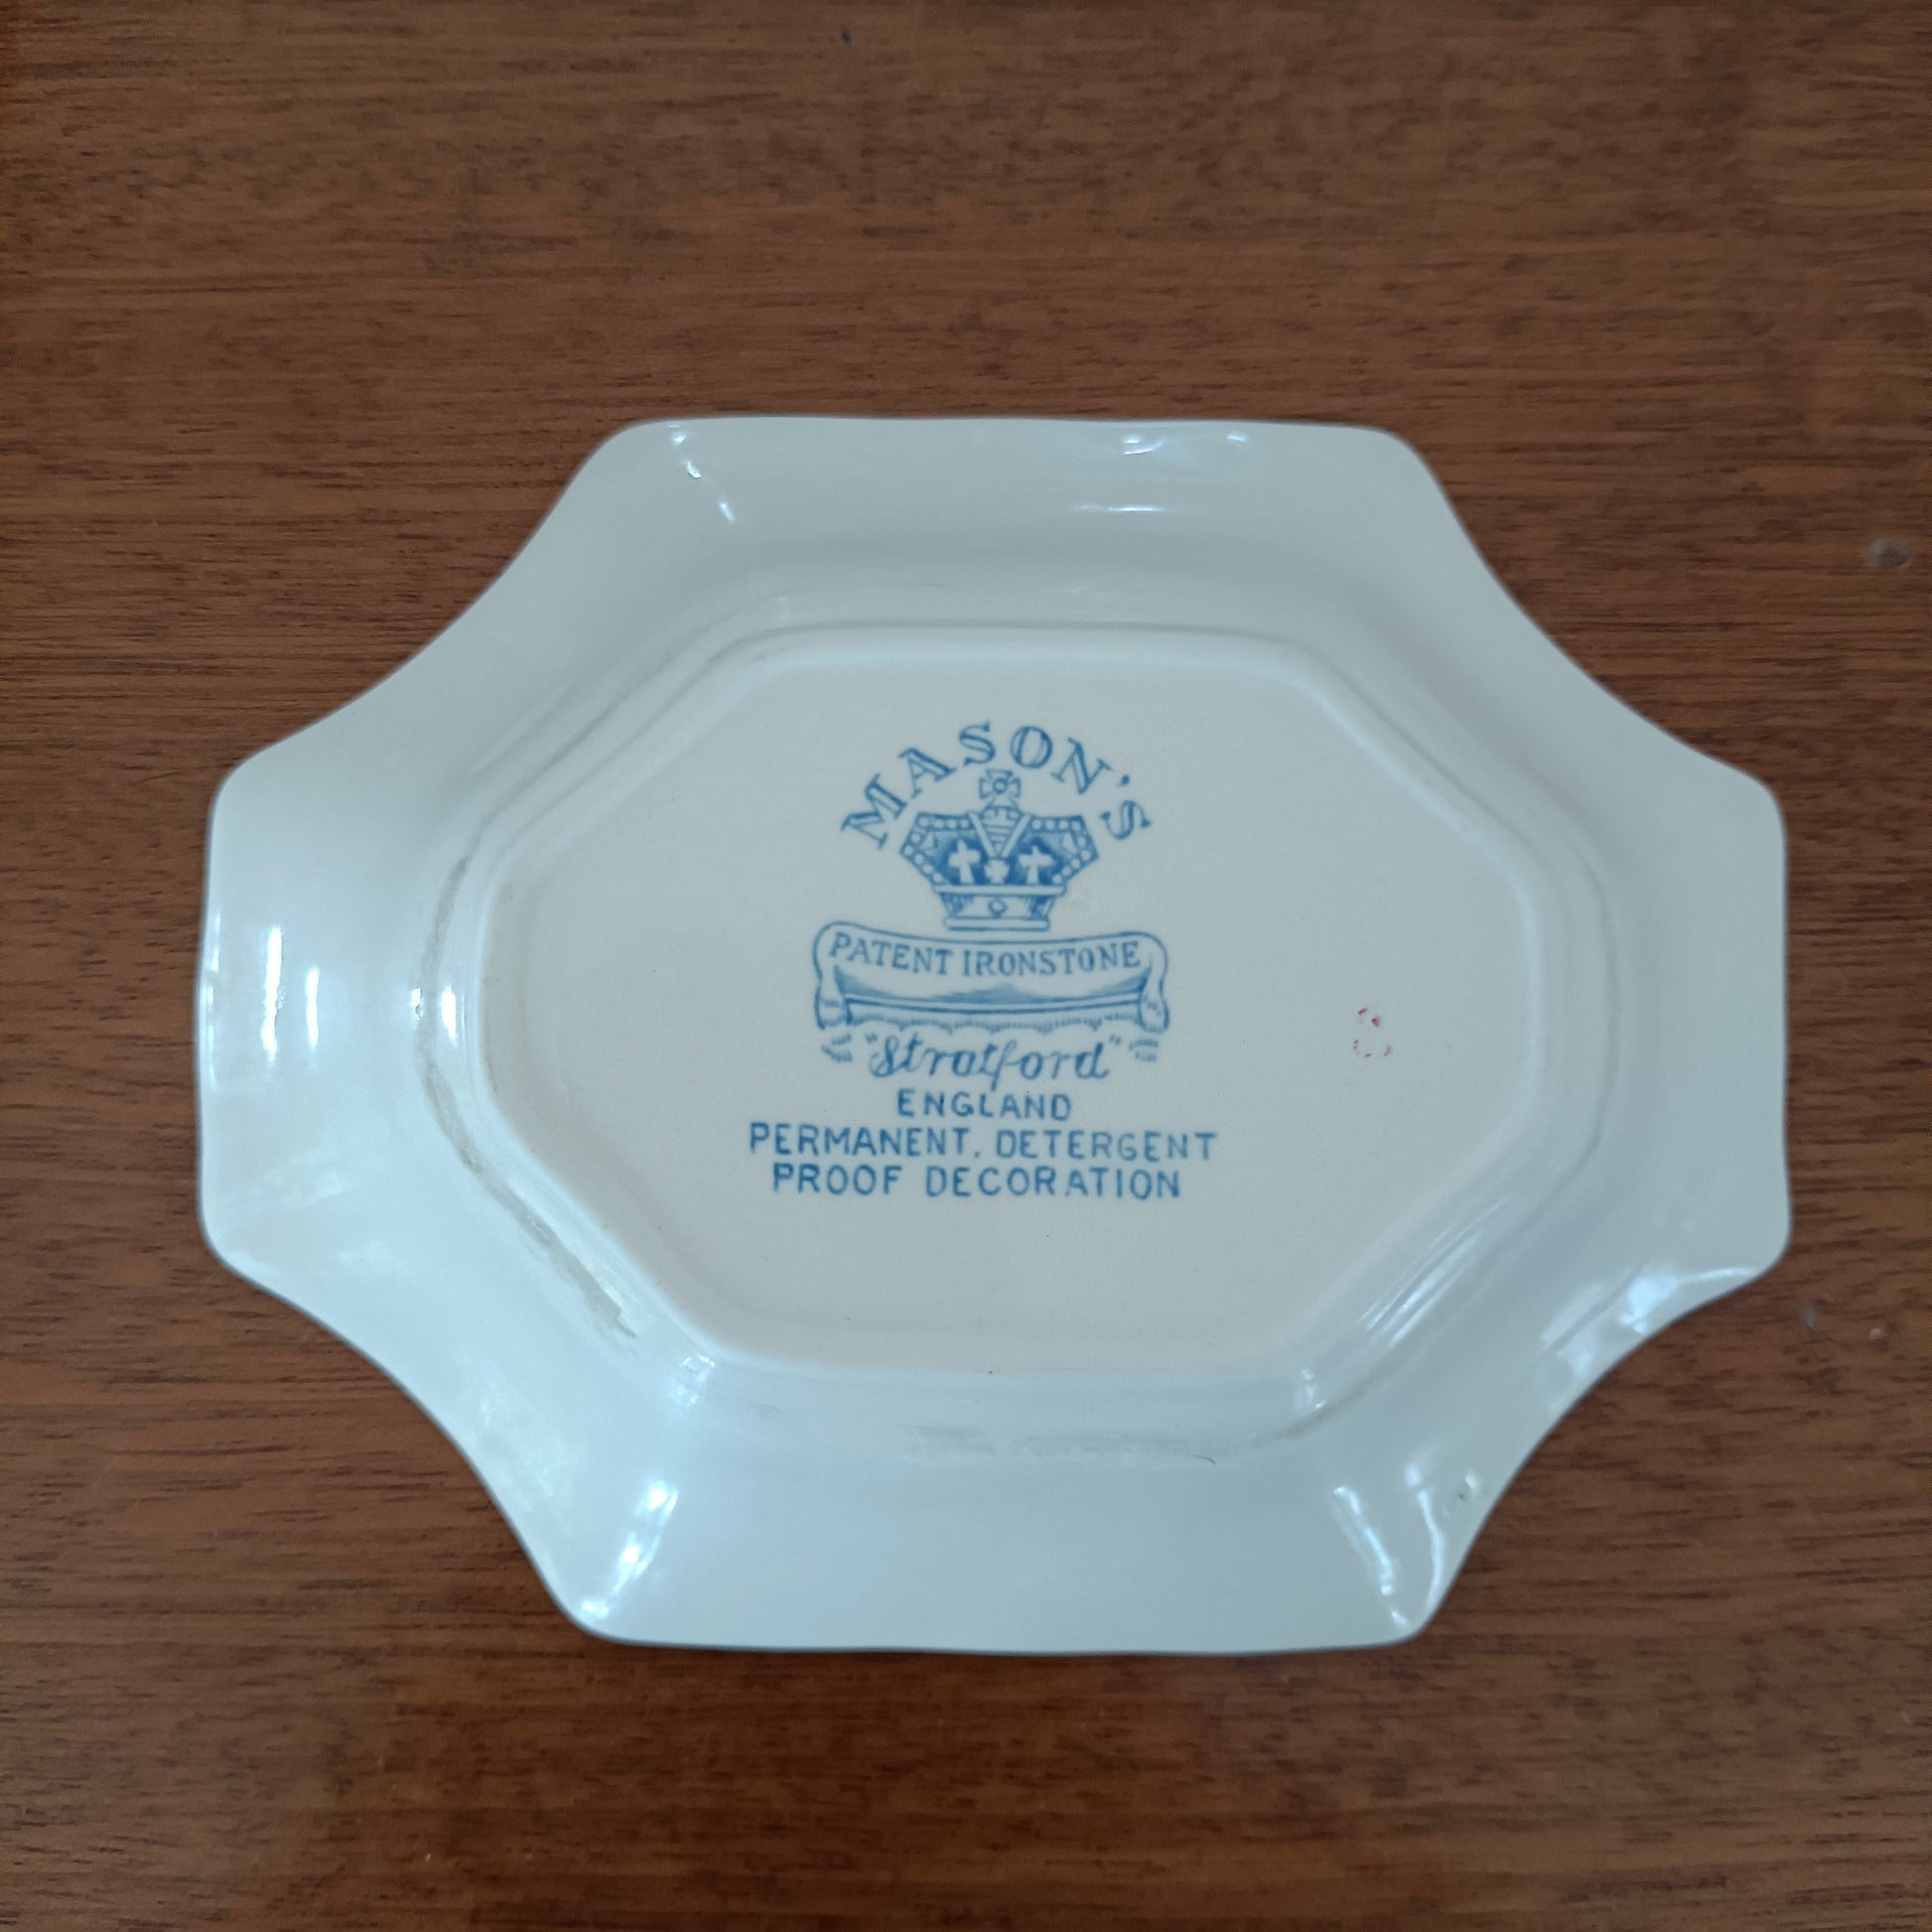 MASON'S
PATENT IRONSTONE
"Stratford"
ENGLAND
PERMANENT. DETERGENT
PROOF DECORATION